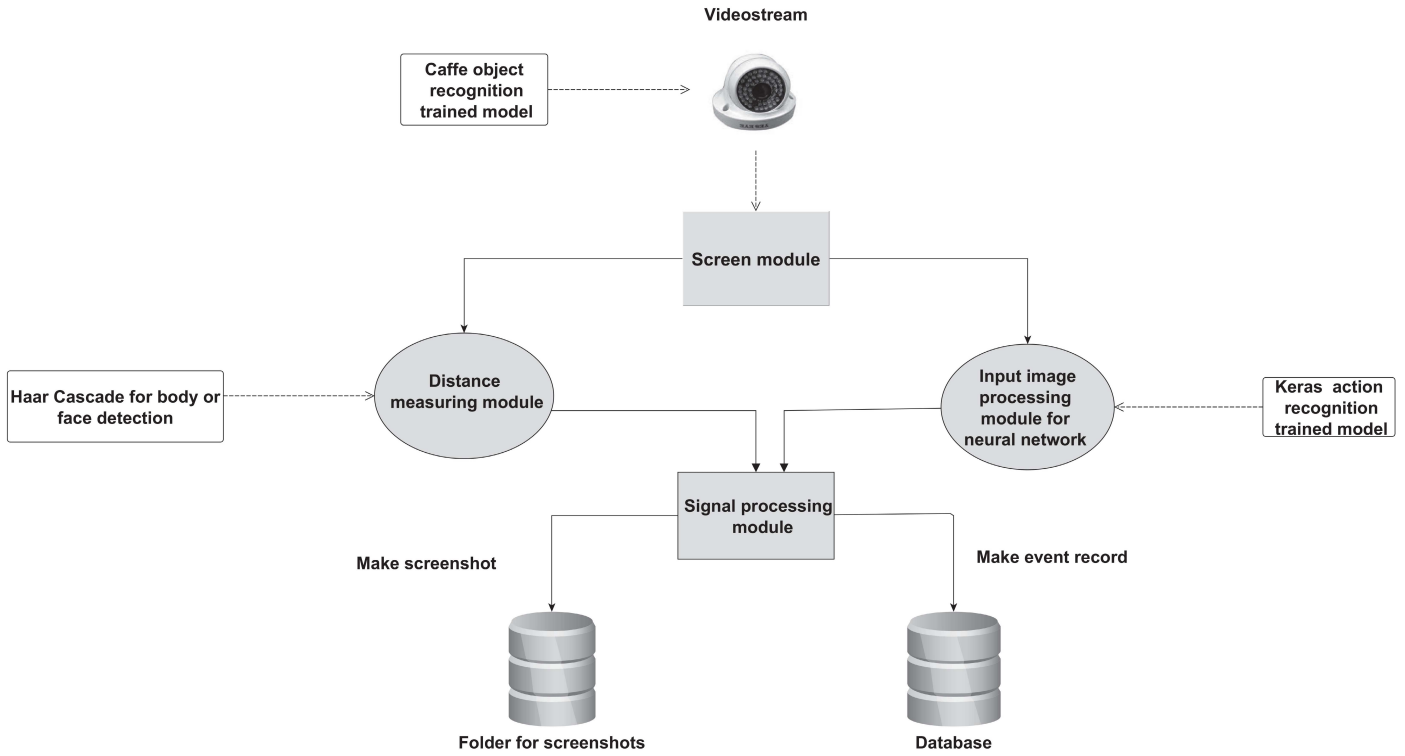 Videostream
Caffe object
recognition
trained model
Screen module
Distance
measuring module
Input image
processing
module for
neural network
Haar Cascade for body or
face detection
Keras action
recognition
trained model
Signal processing
module
Make screenshot
Make event record
Folder for screenshots
Database